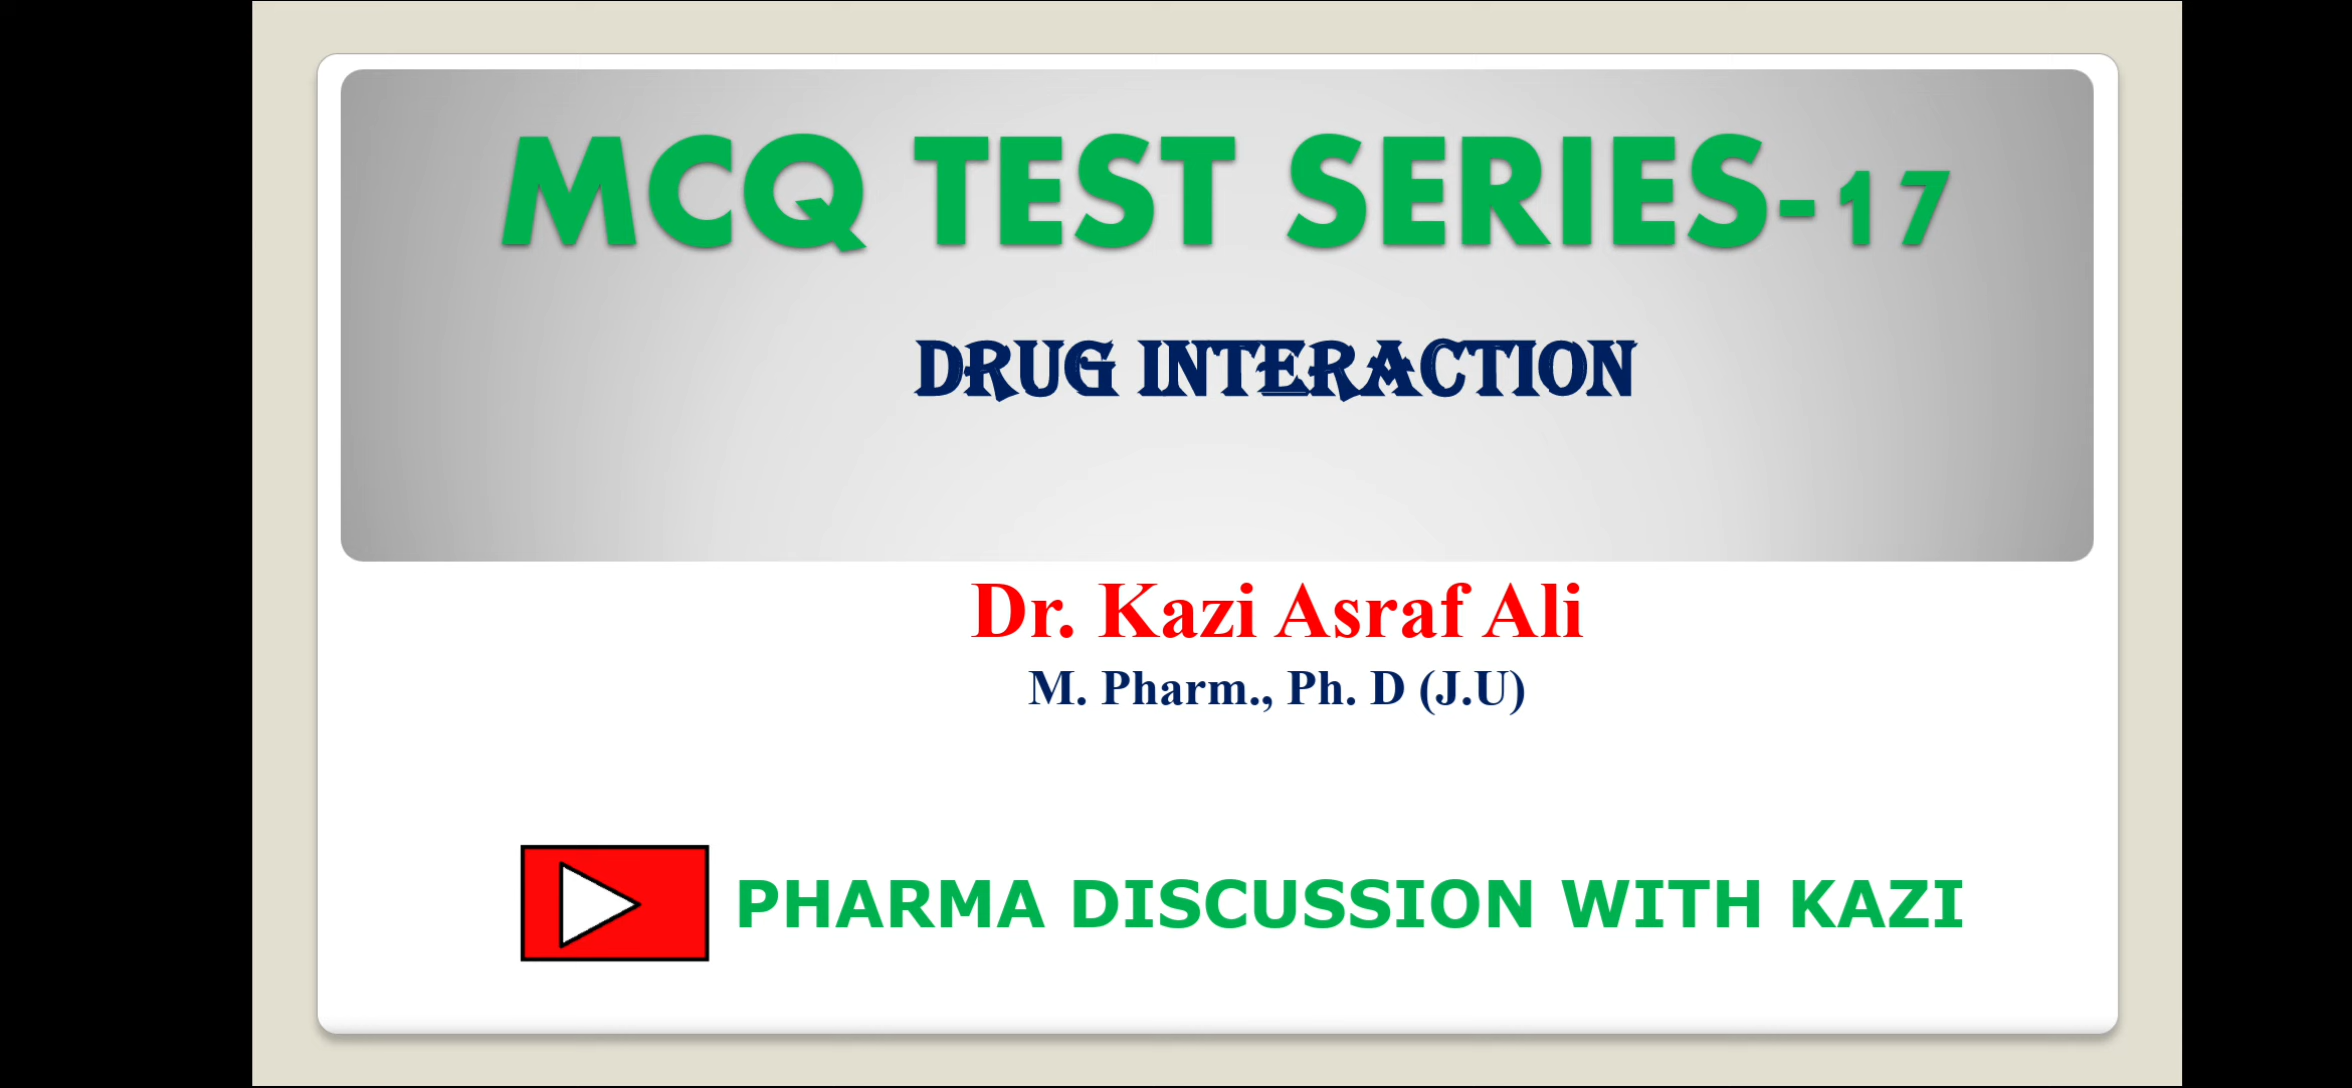 MCQ TEST SERIES-17
DRUG INTERACTION
Dr. Kazi Asraf Ali
M. Pharm., Ph. D (J.U)
PHARMA DISCUSSION WITH KAZI